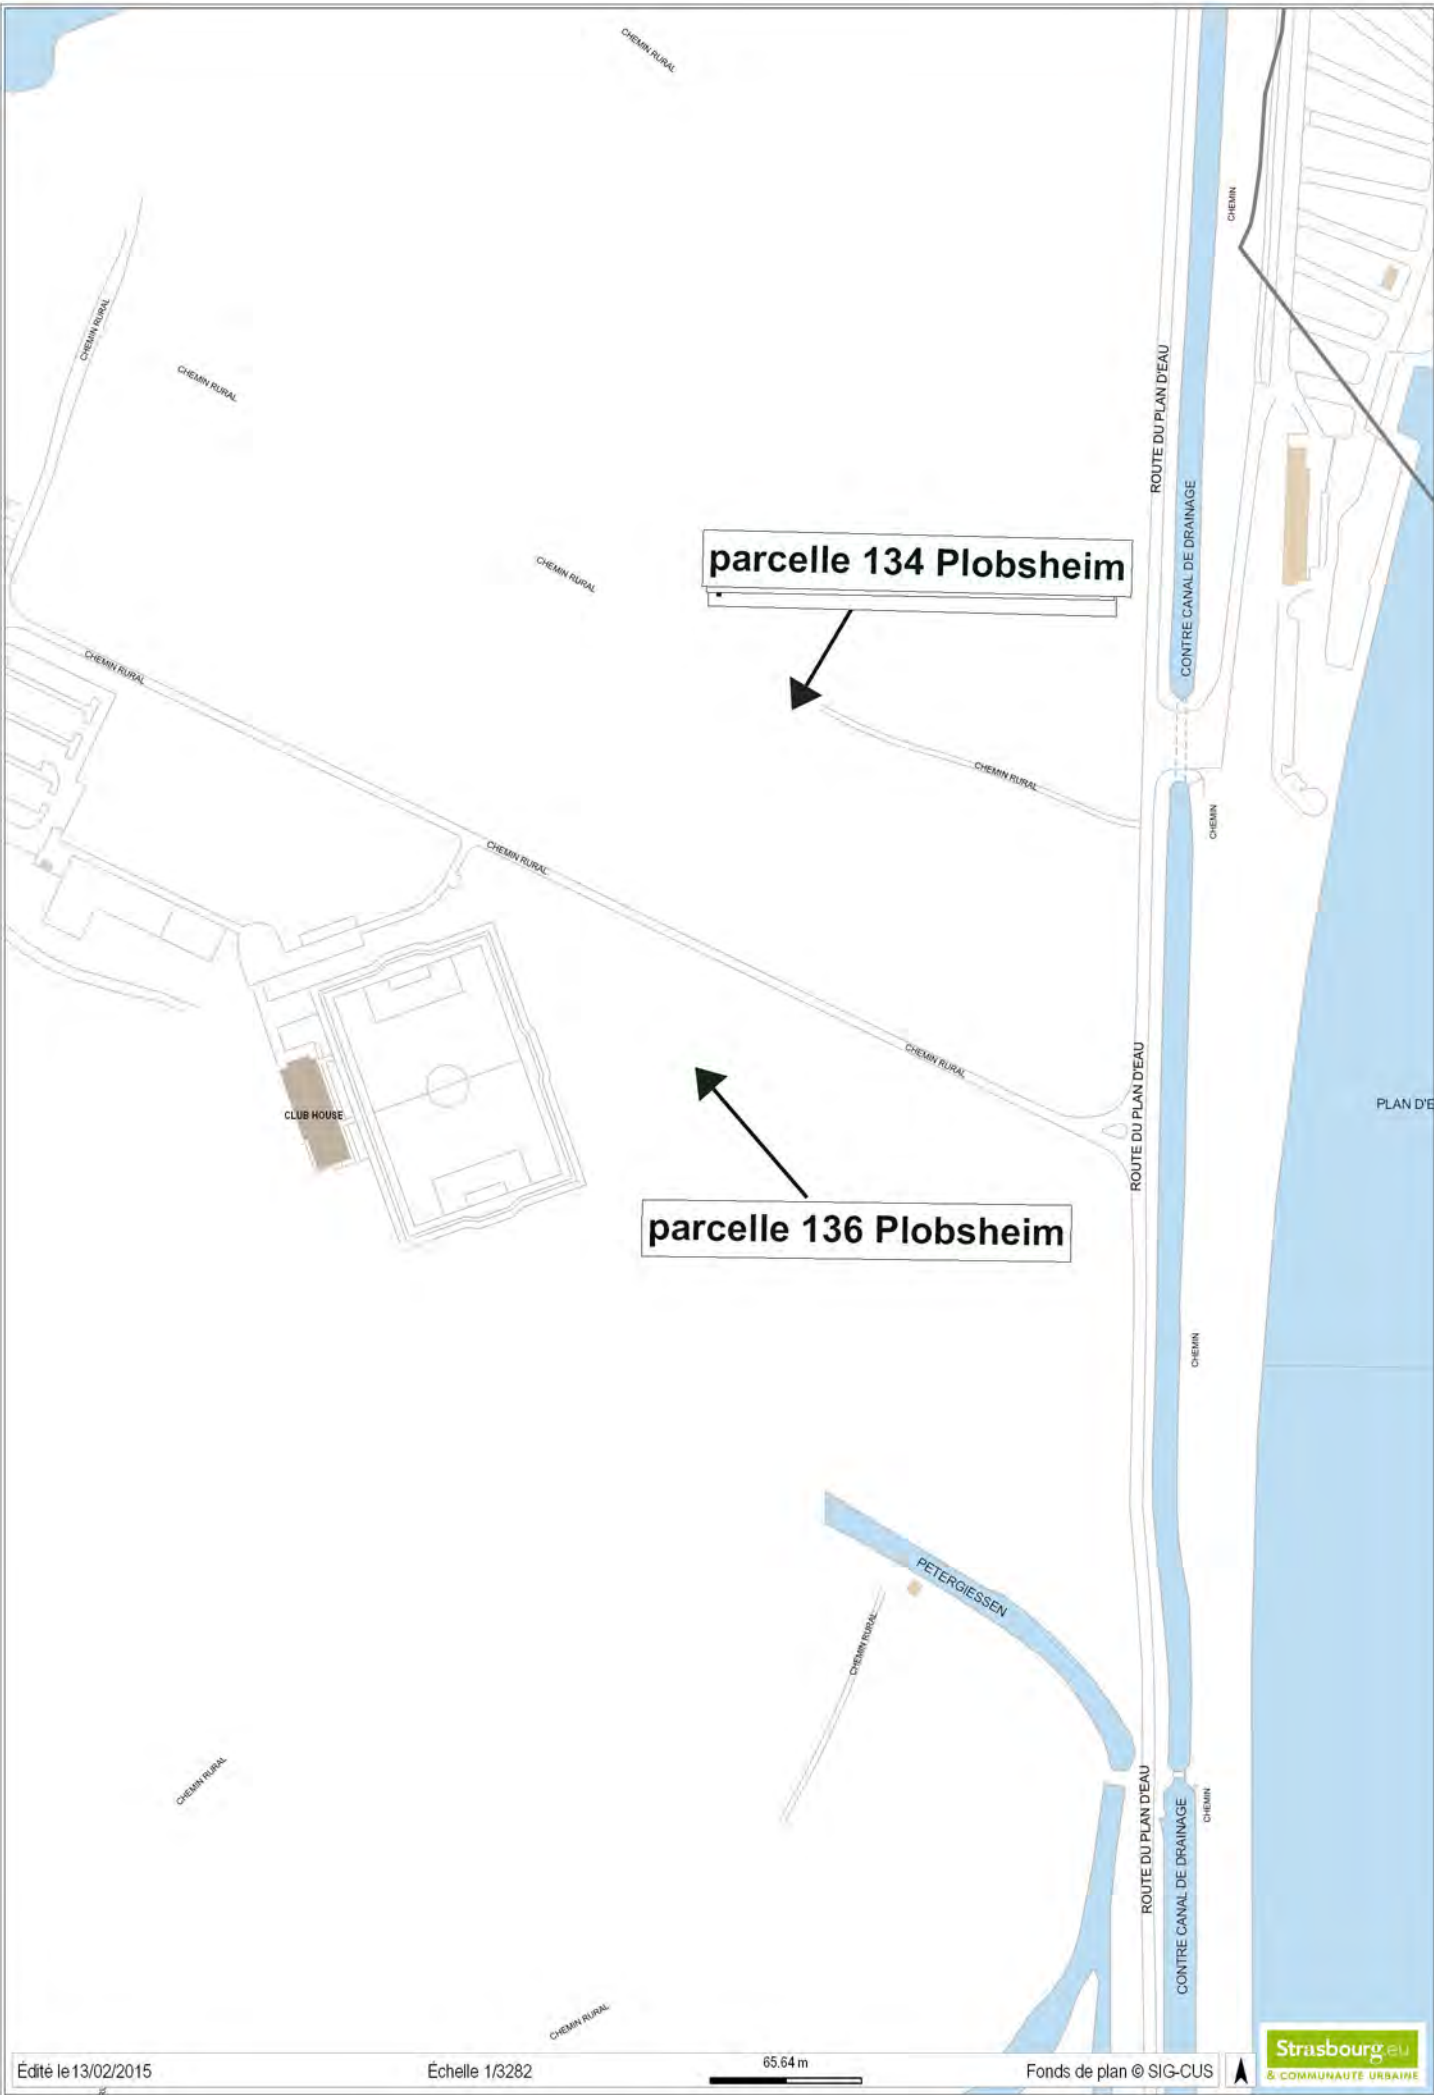 CHEMIN RURAL
CHEMIN
CHEMIN RURAL
CHEMIN RURAL
ROUTE DU PLAN D'EAU
CONTRE CANAL DE DRAINAGE
parcelle 134 Plobsheim
CHEMIN RURAL
CHEMIN RURAL
CHEMIN RURAL
CHEMIN
CHEMIN RURAL
CHEMIN RURAL
ROUTE DU PLAN D'EAU
PLAN D'E
CLUB HOUSE
parcelle 136 Plobsheim
CHEMIN
PETERGIESSEN
CHEMIN RURAL
CHEMIN RURAL
ROUTE DU PLAN D'EAU
CONTRE CANAL DE DRAINAGE
CHEMIN
CHEMIN RURAL
Édité le 13/02/2015
Échelle 1/3282
65.64 m
Fonds de plan © SIG-CUS
Strasbourg.eu
& COMMUNAUTÉ URBAINE